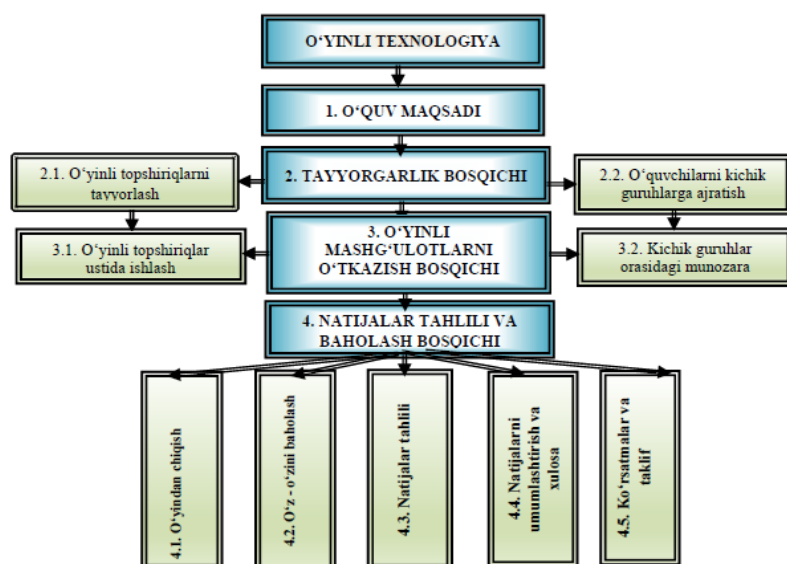 O‘YINLI TEXNOLOGIYA
1. O‘QUV MAQSADI
2.1. O‘yinli topshiriqlarni
tayyorlash
2. TAYYORGARLIK BOSQICHI
2.2. O‘quvchilarni kichik
guruhlarga ajratish
3.1. O‘yinli topshiriqlar
ustida ishlash
3. O‘YINLI
MASHG‘ULOTLARNI
O‘TKAZISH BOSQICHI
3.2. Kichik guruhlar
orasidagi munozara
4. NATIJALAR TAHLILI VA
BAHOLASH BOSQICHI
4.1. O‘yindan chiqish
4.2. O‘z - o‘zini baholash
4.3. Natijalar tahlili
4.4. Natijalarni
umumlashtirish va
xulosa
4.5. Ko‘rsatmalar va
taklif